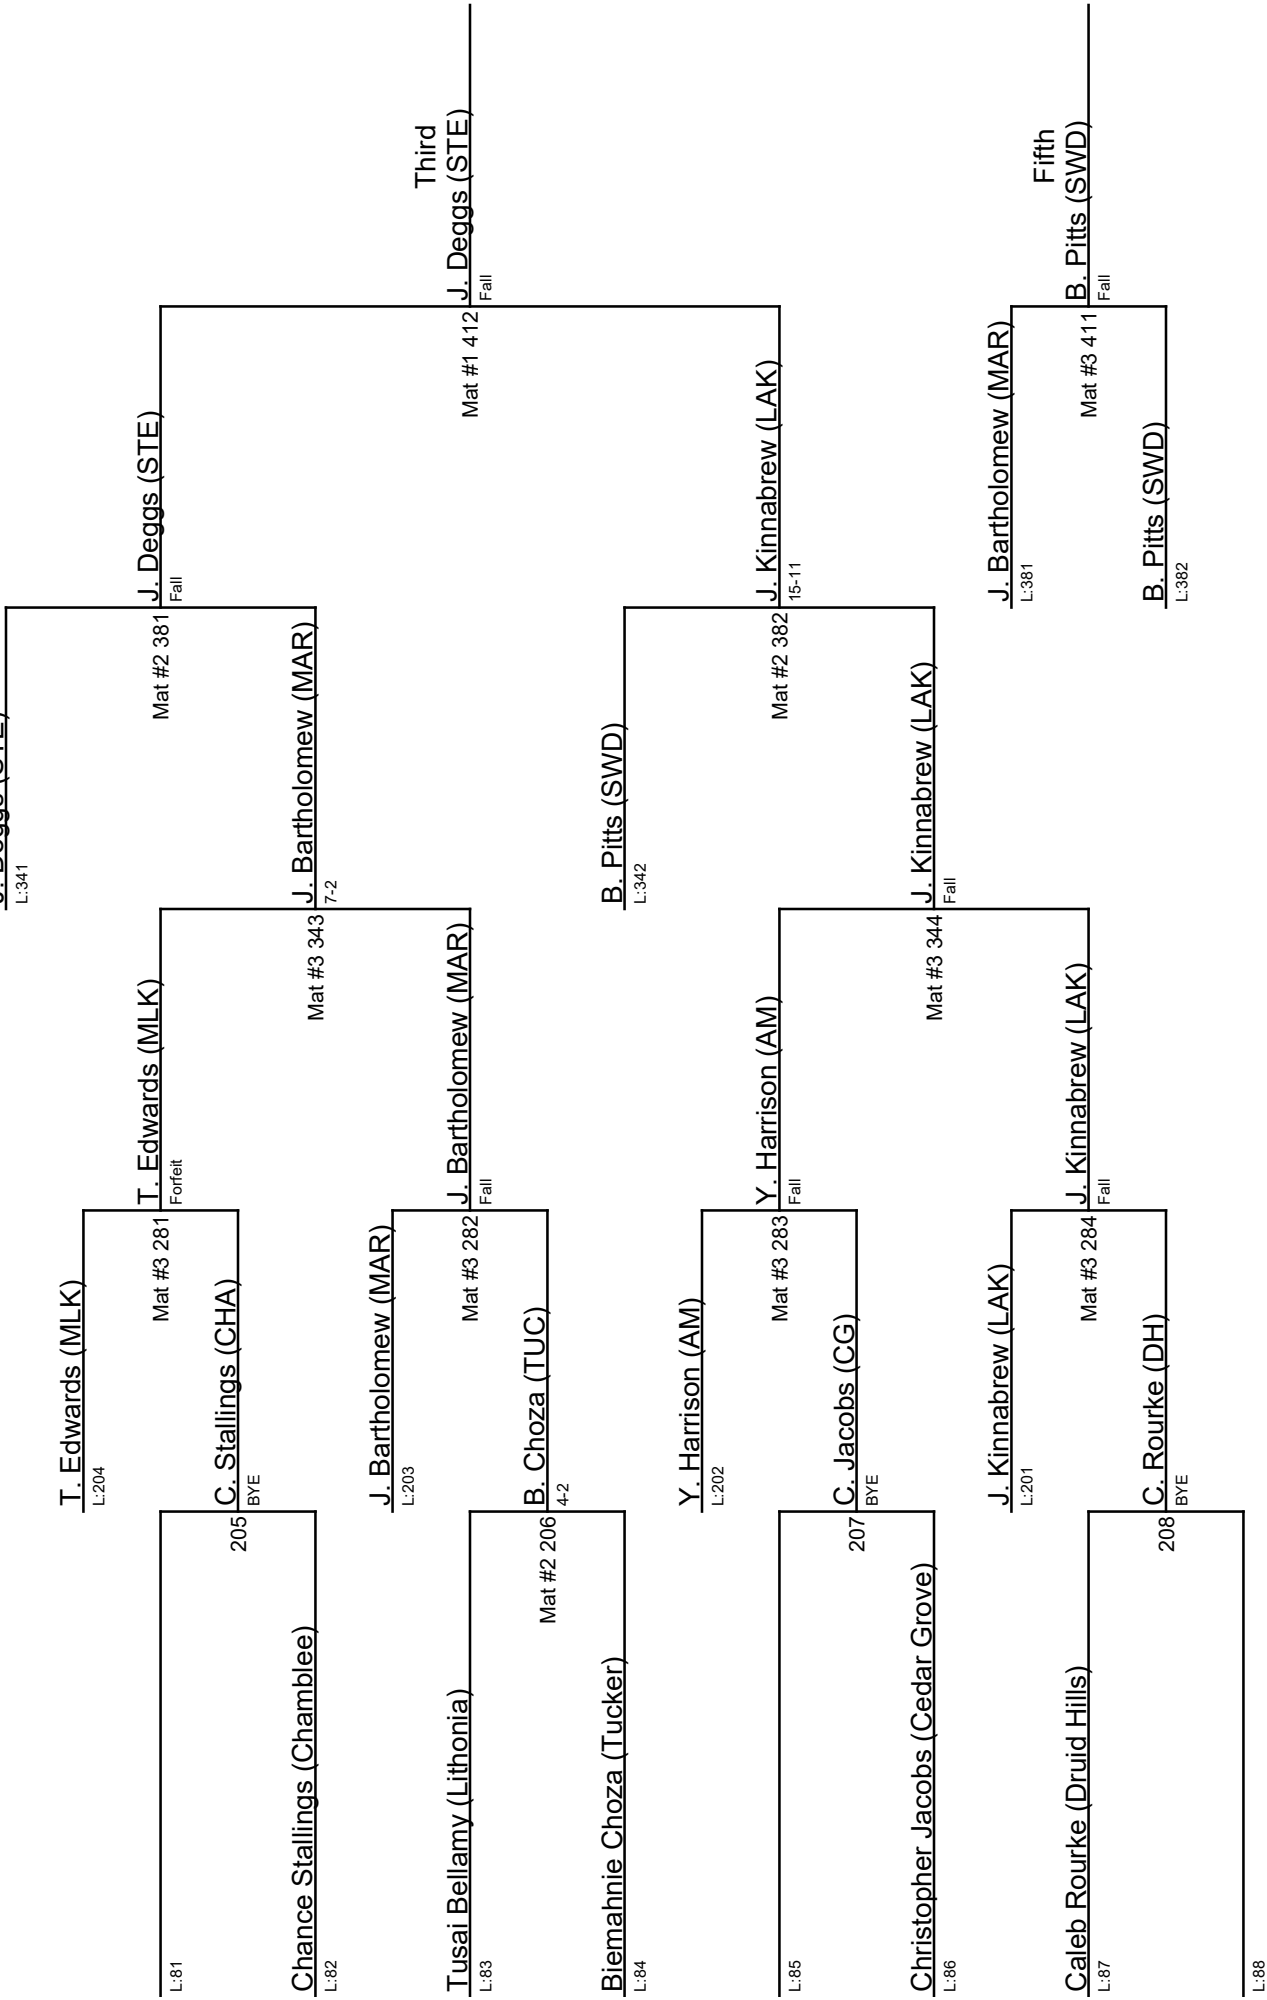 L:81
Chance Stallings (Chamblee)
L:82
Tusai Bellamy (Lithonia)
L:83
Biemahnie Choza (Tucker)
L:84
L:85
Christopher Jacobs (Cedar Grove)
L:86
Caleb Rourke (Druid Hills)
L:87
L:88
205
Mat #2 206
207
208
T. Edwards (MLK)
L:204
C. Stallings (CHA)
BYE
J. Bartholomew (MAR)
L:203
B. Choza (TUC)
4-2
Y. Harrison (AM)
L:202
C. Jacobs (CG)
BYE
J. Kinnabrew (LAK)
L:201
C. Rourke (DH)
BYE
Mat #3 281
Mat #3 282
Mat #3 283
Mat #3 284
T. Edwards (MLK)
Forfeit
J. Bartholomew (MAR)
Fall
Y. Harrison (AM)
Fall
J. Kinnabrew (LAK)
Fall
Mat #3 343
Mat #3 344
L:341
J. Bartholomew (MAR)
7-2
B. Pitts (SWD)
L:342
J. Kinnabrew (LAK)
Fall
Mat #2 381
Mat #2 382
J. Deggs (STE)
Fall
J. Kinnabrew (LAK)
15-11
J. Bartholomew (MAR)
L:381
B. Pitts (SWD)
L:382
Mat #1 412
Mat #3 411
Third
J. Deggs (STE)
Fall
Fifth
B. Pitts (SWD)
Fall